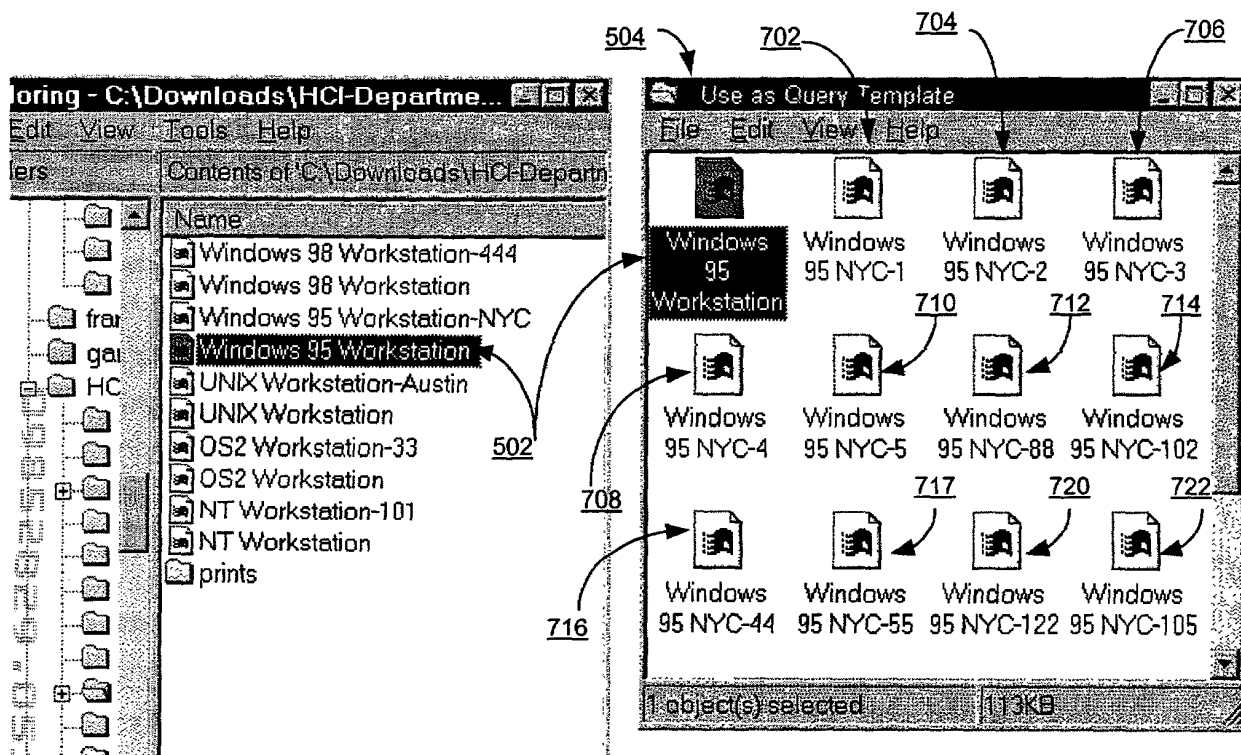 504 702 704 706
loring - C:\Downloads\HCI-Departme...
Edit View Tools Help
lers Contents of 'C:\Downloads\HCI-Departn
Name
Windows 98 Workstation-444
Windows 98 Workstation
Windows 95 Workstation-NYC
Windows 95 Workstation
UNIX Workstation-Austin
UNIX Workstation
OS2 Workstation-33
OS2 Workstation
NT Workstation-101
NT Workstation
prints
fran
gar
HC
502
Use as Query Template
File Edit View Help
Windows 95 Workstation
Windows 95 NYC-1
Windows 95 NYC-2
Windows 95 NYC-3
710 712 714
Windows 95 NYC-4
Windows 95 NYC-5
Windows 95 NYC-88
Windows 95 NYC-102
708 717 720 722
716
Windows 95 NYC-44
Windows 95 NYC-55
Windows 95 NYC-122
Windows 95 NYC-105
1 object(s) selected 113KB